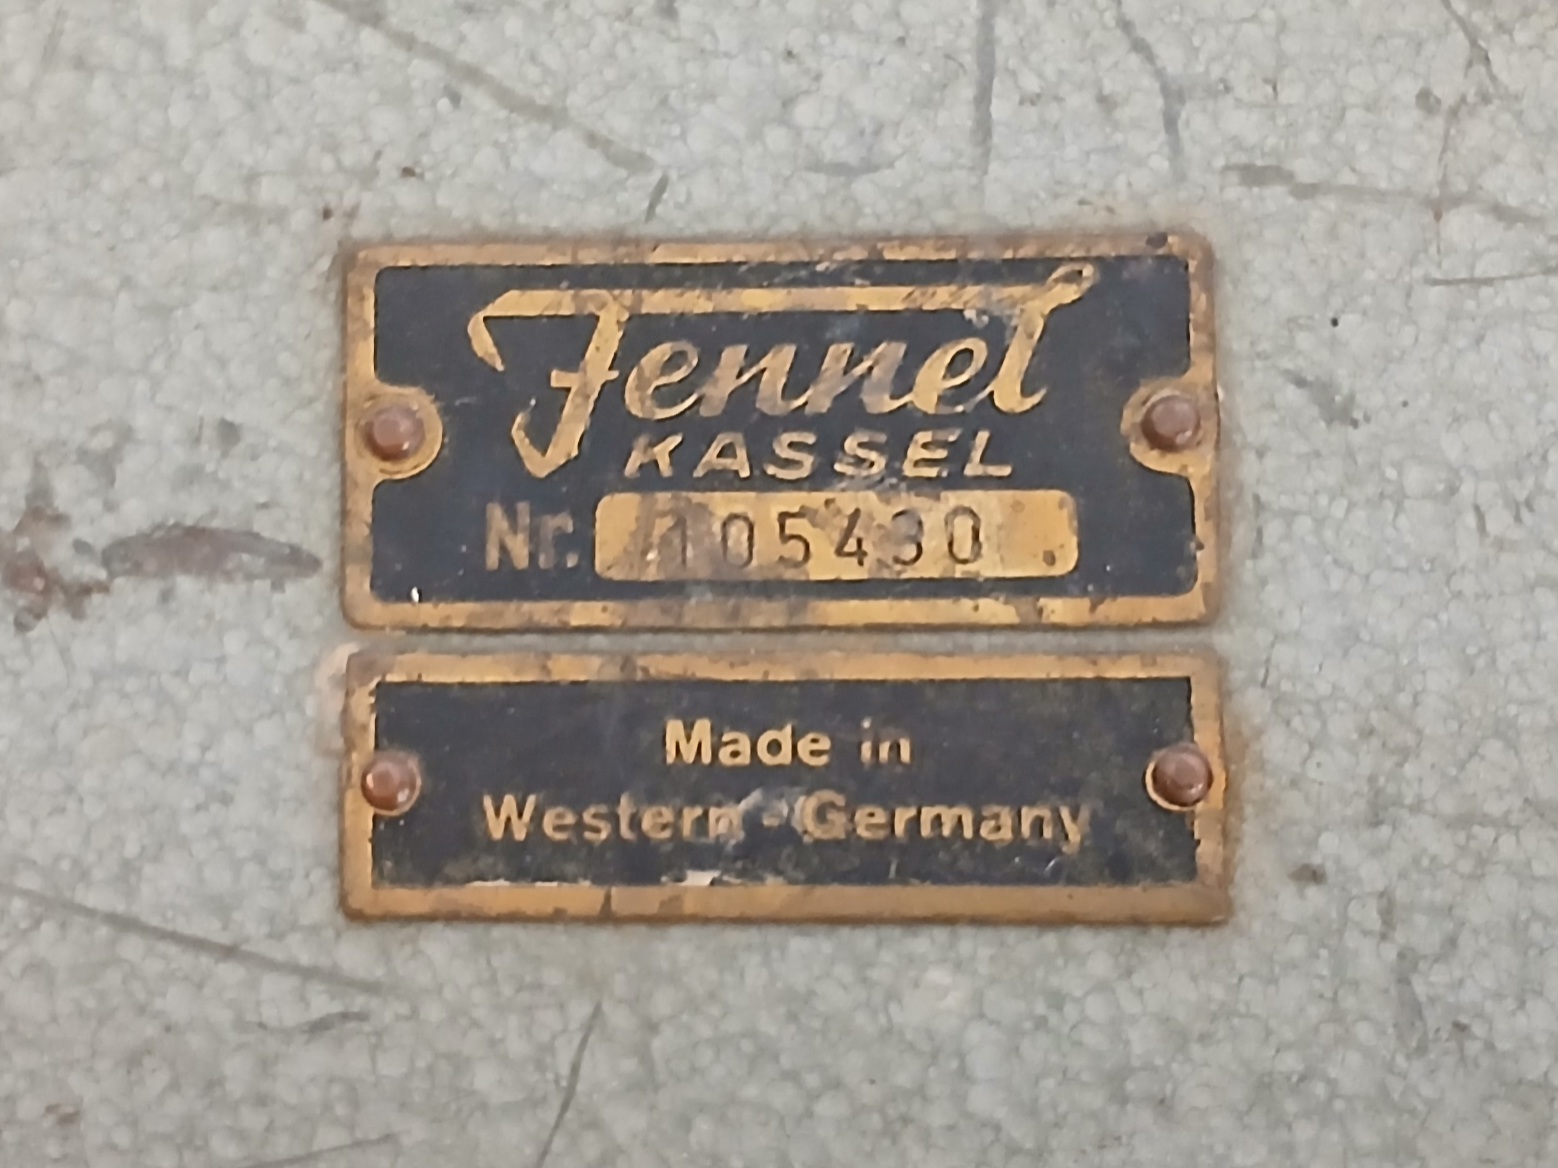 Fennel
KASSEL
Nr. 105430
Made in
Western-Germany